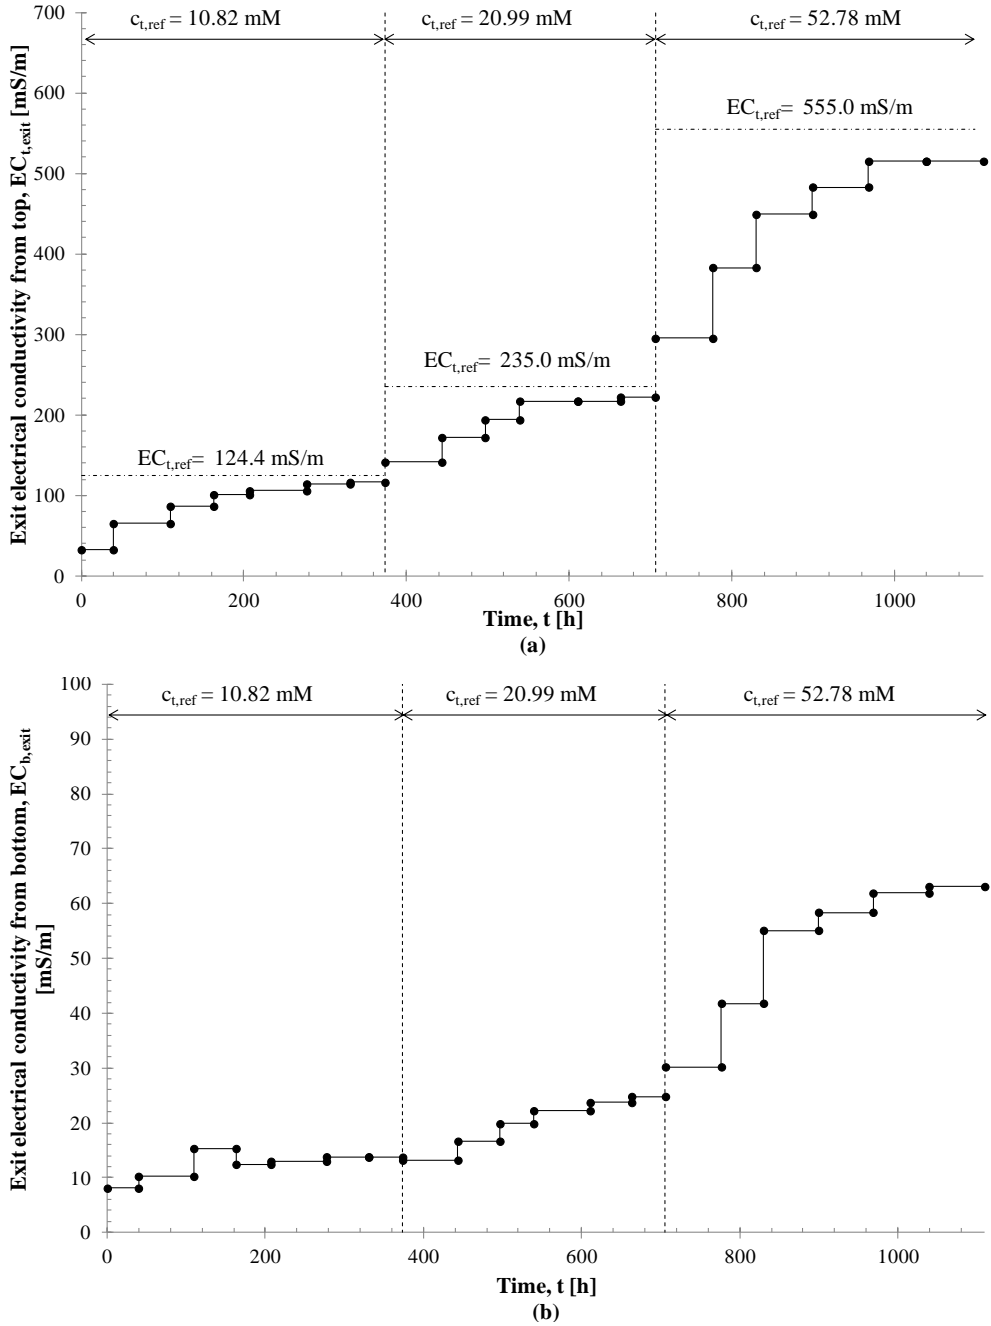 c_t,ref = 10.82 mM
c_t,ref = 20.99 mM
c_t,ref = 52.78 mM
700
600
500
400
300
200
100
0
Exit electrical conductivity from top, EC_t,exit [mS/m]
EC_t,ref= 555.0 mS/m
EC_t,ref= 235.0 mS/m
EC_t,ref= 124.4 mS/m
0
200
400
600
800
1000
Time, t [h]
(a)
c_t,ref = 10.82 mM
c_t,ref = 20.99 mM
c_t,ref = 52.78 mM
100
90
80
70
60
50
40
30
20
10
0
Exit electrical conductivity from bottom, EC_b,exit
[mS/m]
0
200
400
600
800
1000
Time, t [h]
(b)